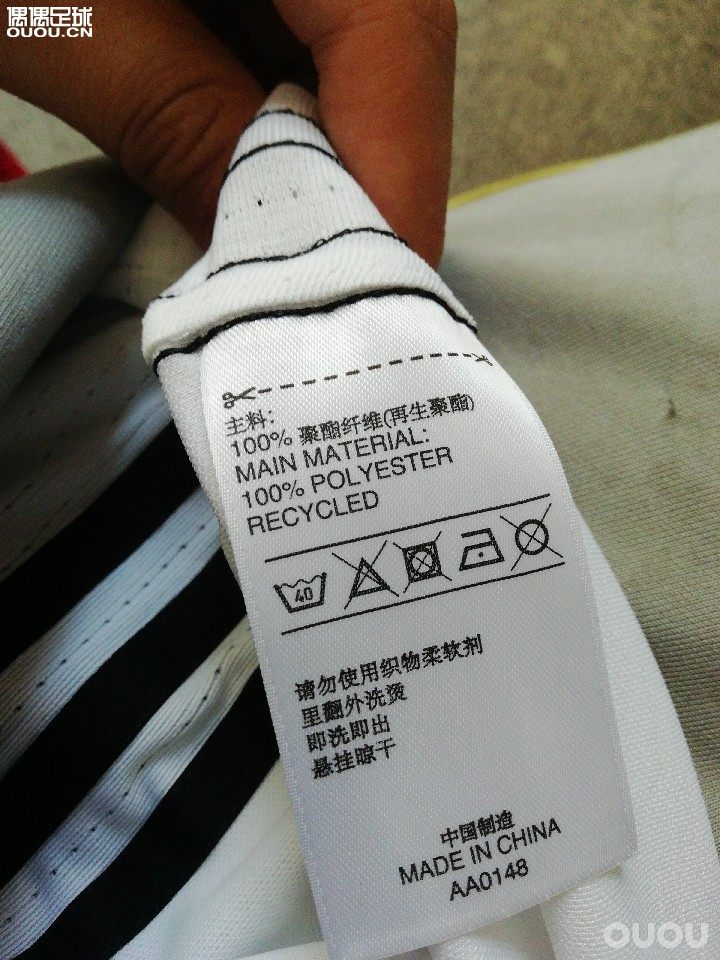 偶偶足球
OUOU.CN
主料:
100% 聚酯纤维(再生聚酯)
MAIN MATERIAL:
100% POLYESTER
RECYCLED
40
请勿使用织物柔软剂
里翻外洗烫
即洗即出
悬挂晾干
中国制造
MADE IN CHINA
AA0148
OUOU